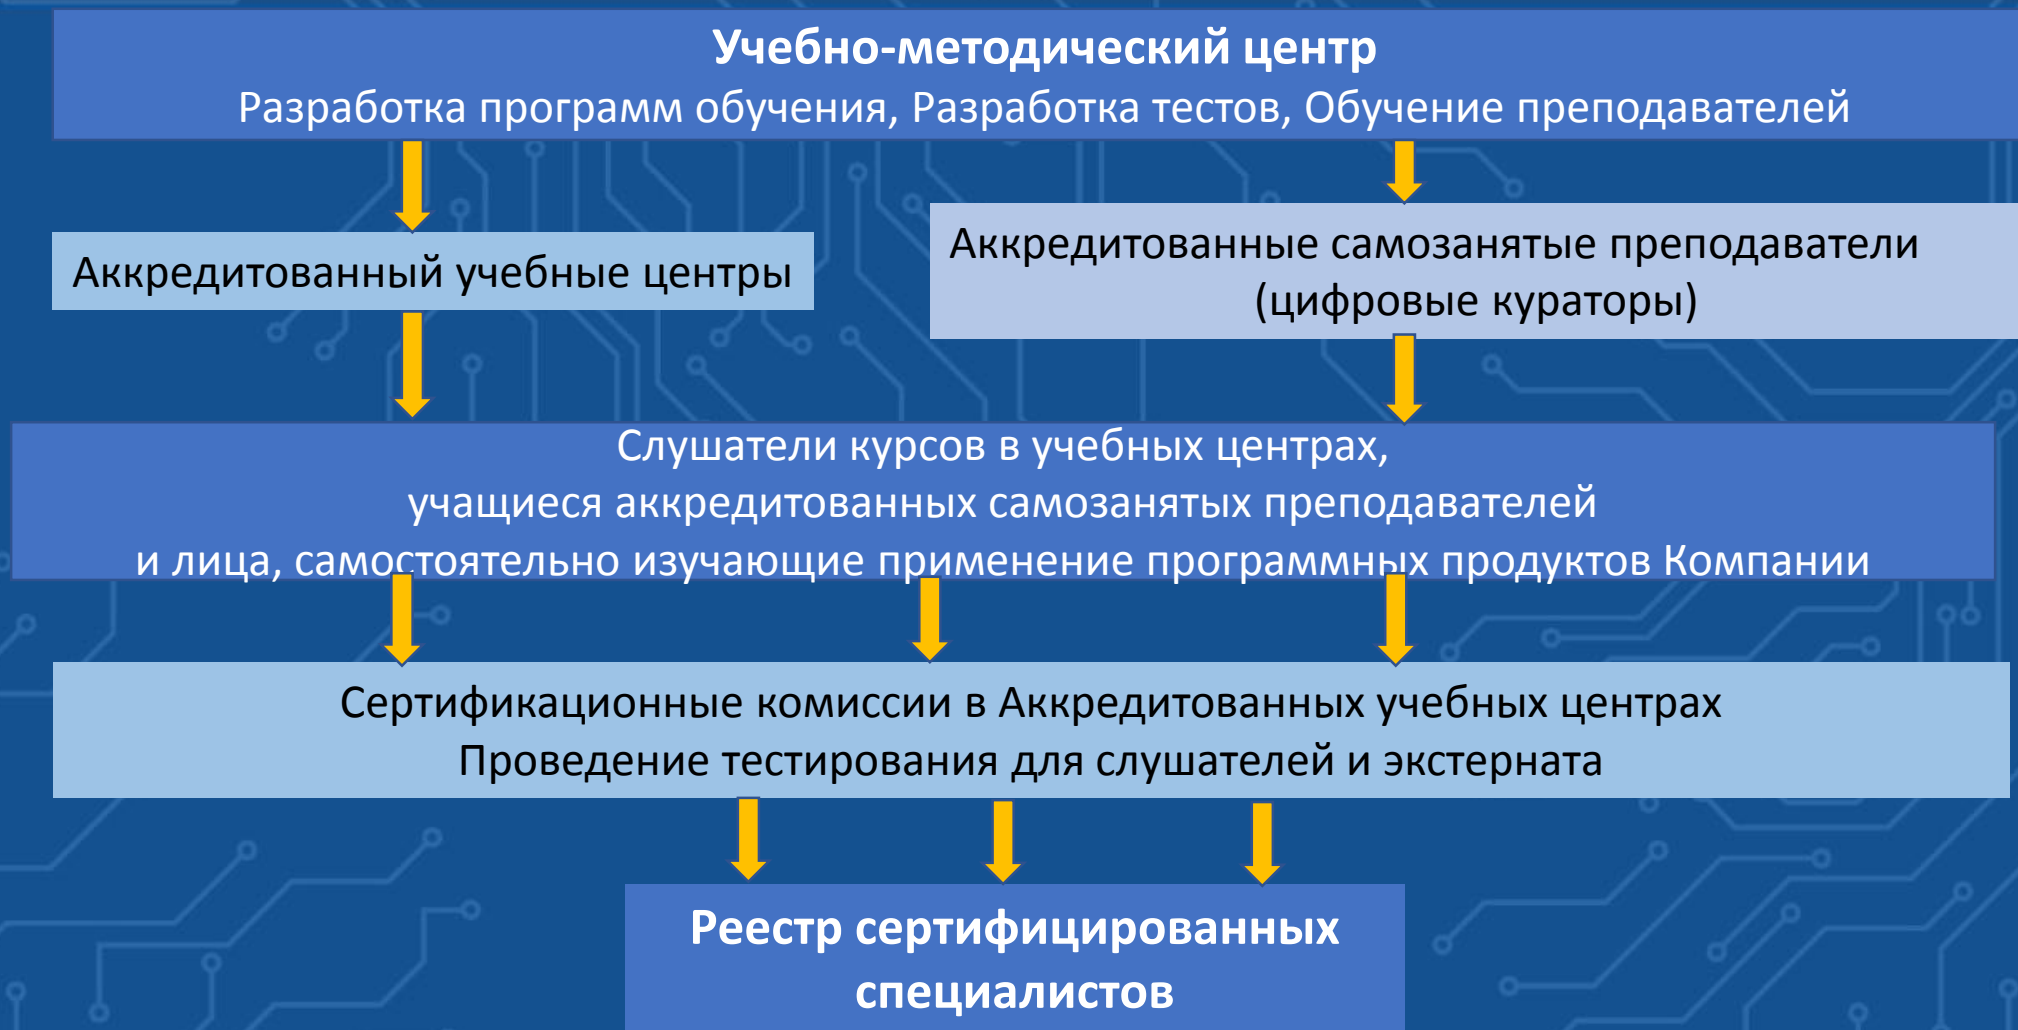 Учебно-методический центр
Разработка программ обучения, Разработка тестов, Обучение преподавателей
Аккредитованный учебные центры
Аккредитованные самозанятые преподаватели
(цифровые кураторы)
Слушатели курсов в учебных центрах,
учащиеся аккредитованных самозанятых преподавателей
и лица, самостоятельно изучающие применение программных продуктов Компании
Сертификационные комиссии в Аккредитованных учебных центрах
Проведение тестирования для слушателей и экстерната
Реестр сертифицированных
специалистов